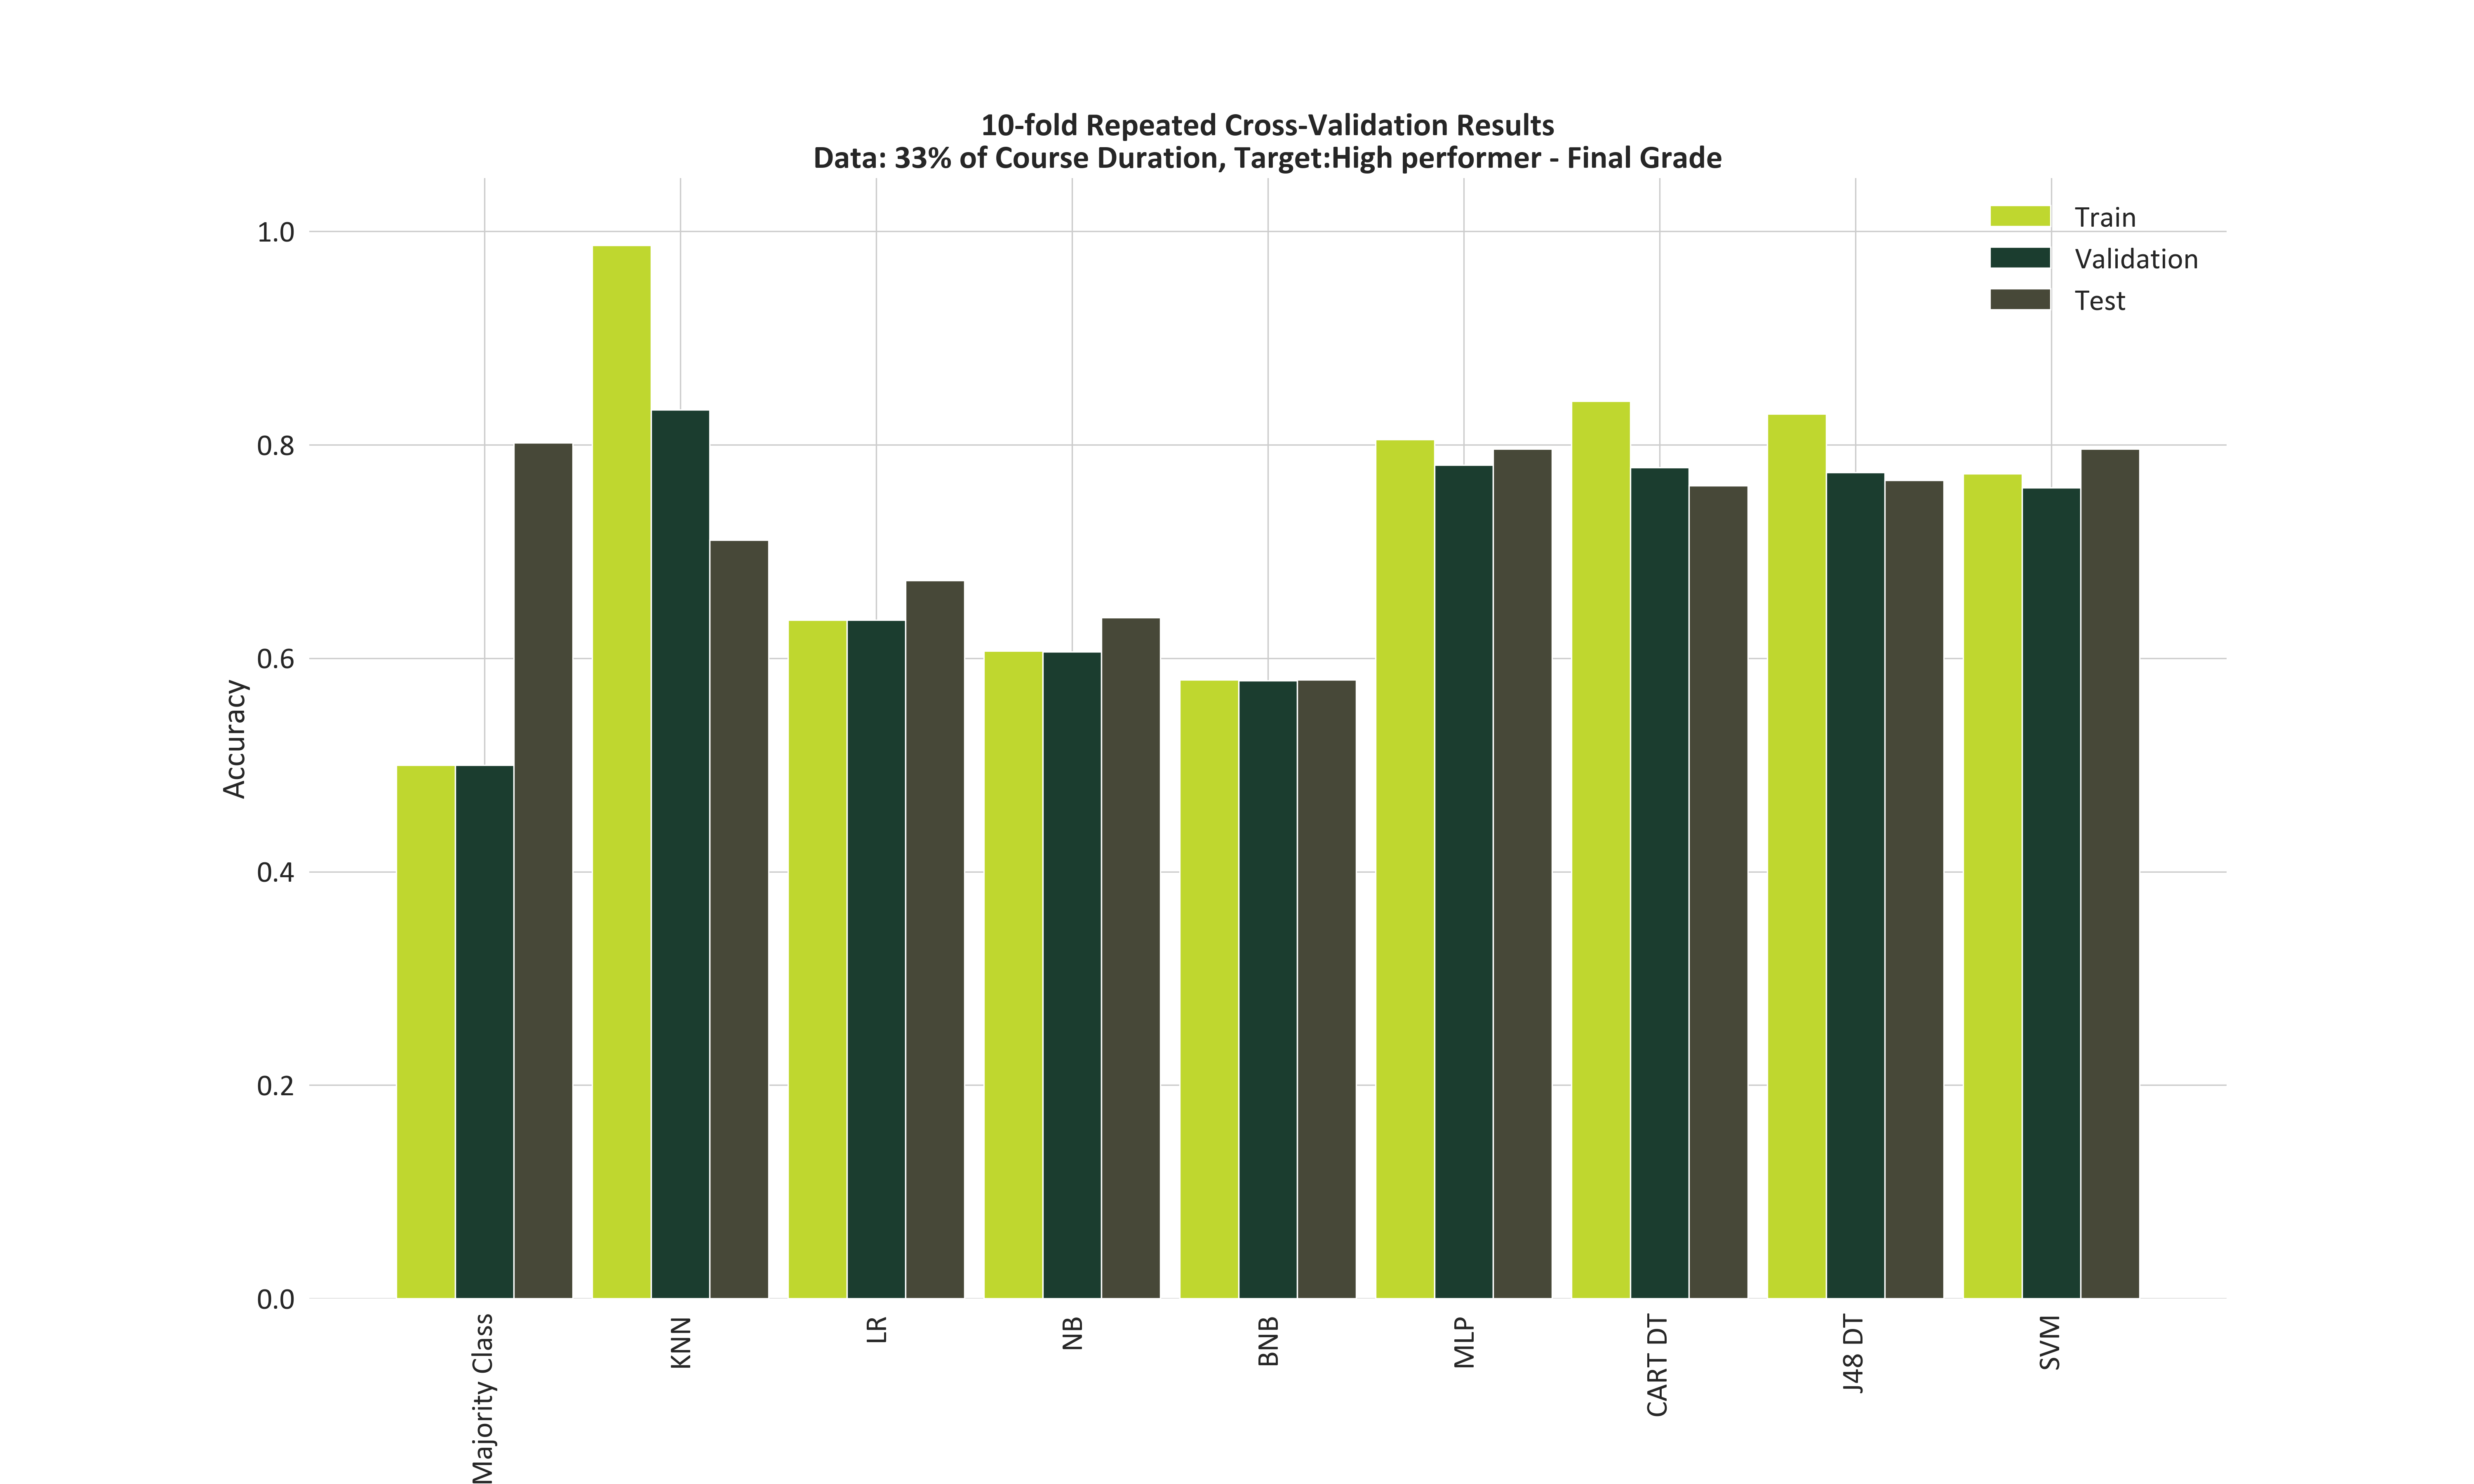 10-fold Repeated Cross-Validation Results
Data: 33% of Course Duration, Target:High performer - Final Grade
Train
Validation
Test
1.0
0.8
0.6
0.4
0.2
0.0
Accuracy
Majority Class
KNN
LR
NB
BNB
MLP
CART DT
J48 DT
SVM